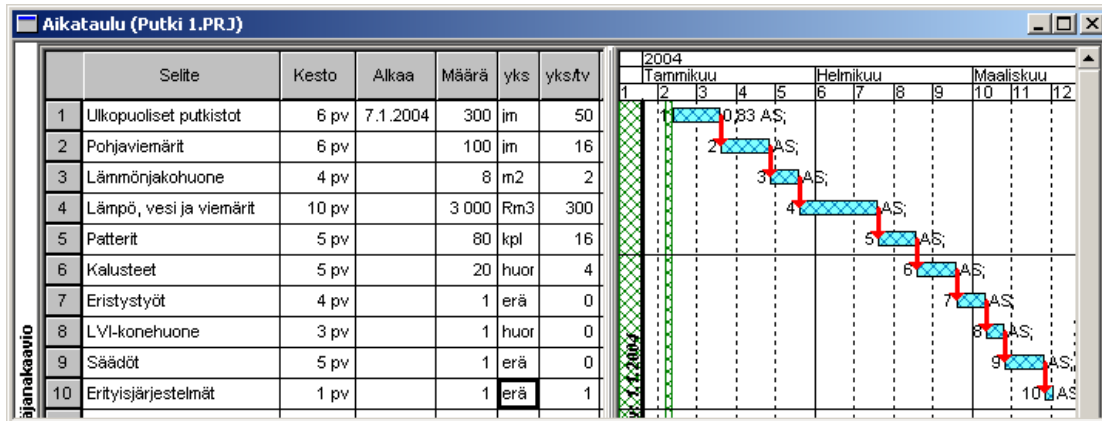 Aikataulu (Putki 1.PRJ)
Selite Kesto Alkaa Määrä yks yks/tv
2004
Tammikuu Helmikuu Maaliskuu
1 2 3 4 5 6 7 8 9 10 11 12
1 Ulkopuoliset putkistot 6 pv 7.1.2004 300 jm 50 1 0,83 AS;
2 Pohjaviemärit 6 pv 100 jm 16 2 AS;
3 Lämmönjakohuone 4 pv 8 m2 2 3 AS;
4 Lämpö, vesi ja viemärit 10 pv 3 000 Rm3 300 4 AS;
5 Patterit 5 pv 80 kpl 16 5 AS;
6 Kalusteet 5 pv 20 huor 4 6 AS;
7 Eristystyöt 4 pv 1 erä 0 7 AS;
8 LVI-konehuone 3 pv 1 huor 0 8 AS;
9 Säädöt 5 pv 1 erä 0 9 AS;
10 Erityisjärjestelmät 1 pv 1 erä 1 10 AS
1.1.2004